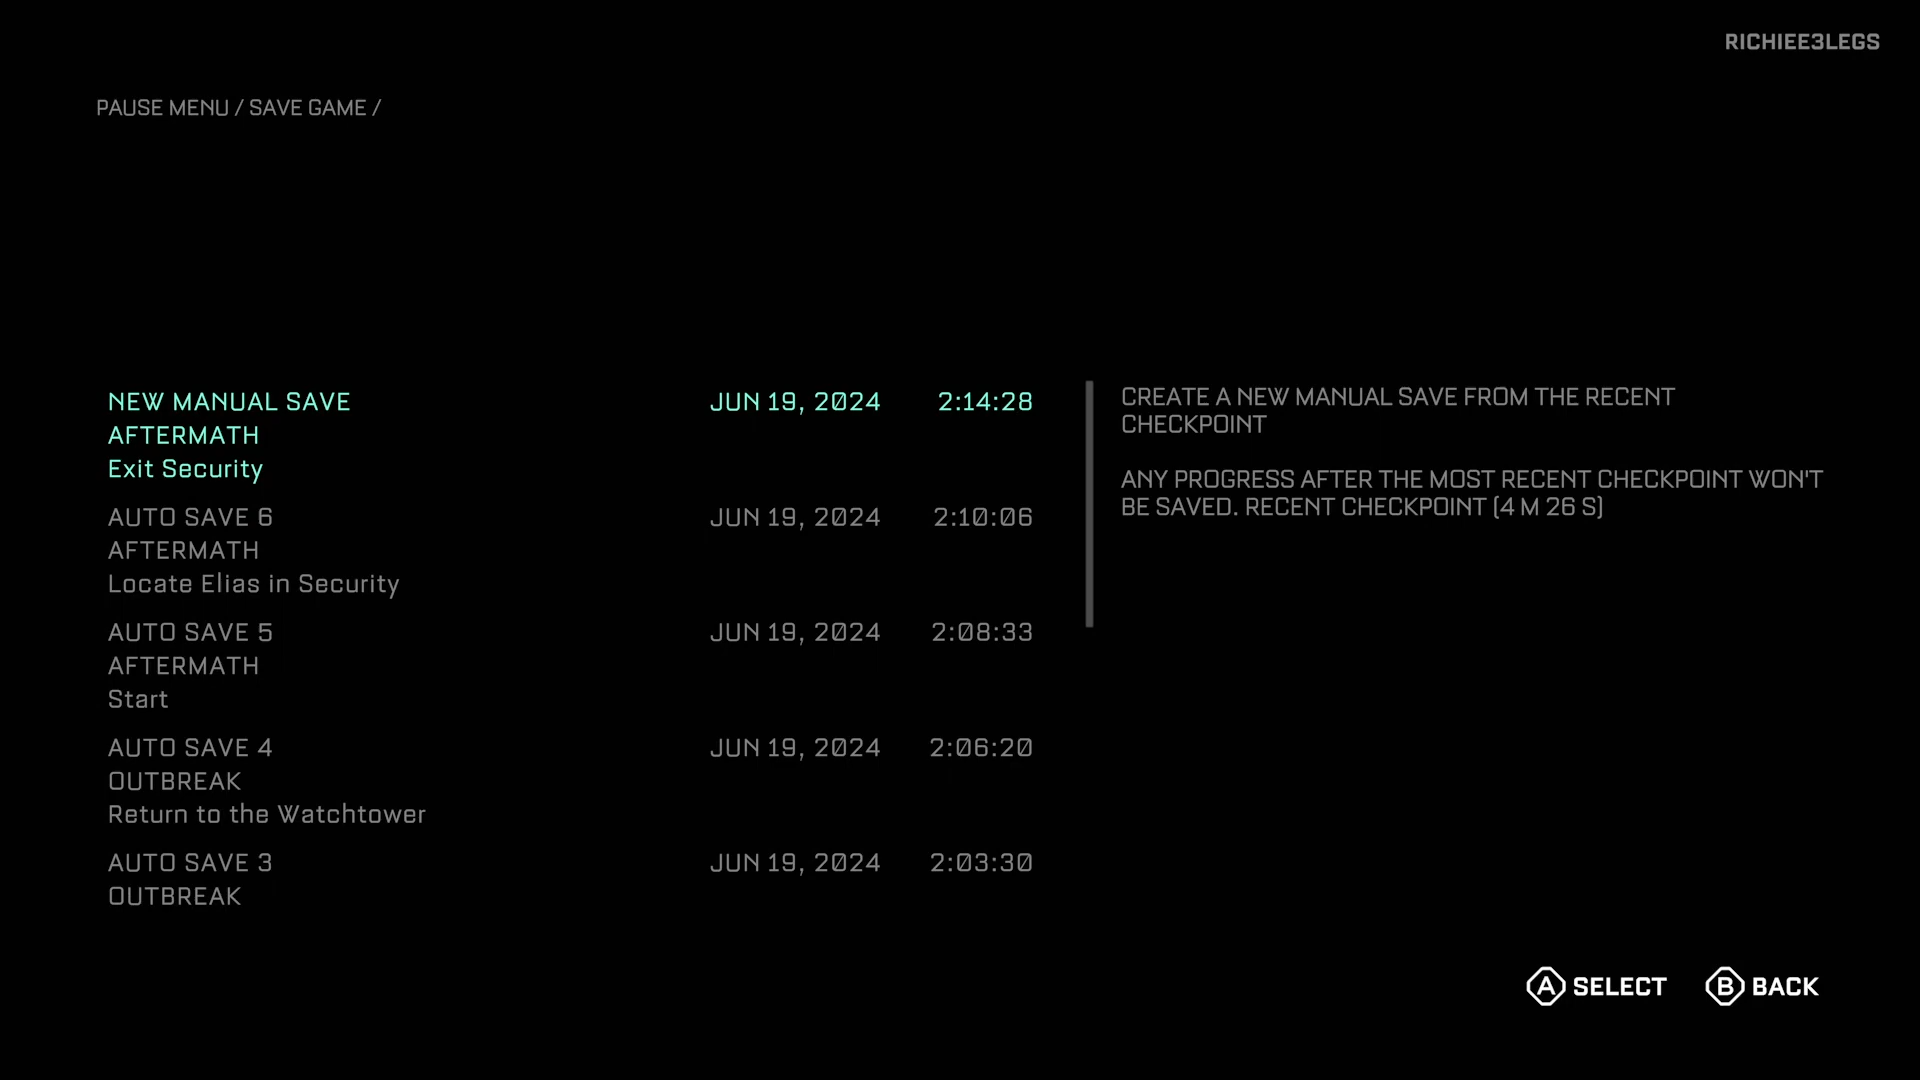 RICHIEE3LEGS
PAUSE MENU / SAVE GAME /
NEW MANUAL SAVE JUN 19, 2024 2:14:28
AFTERMATH
Exit Security
AUTO SAVE 6 JUN 19, 2024 2:10:06
AFTERMATH
Locate Elias in Security
AUTO SAVE 5 JUN 19, 2024 2:08:33
AFTERMATH
Start
AUTO SAVE 4 JUN 19, 2024 2:06:20
OUTBREAK
Return to the Watchtower
AUTO SAVE 3 JUN 19, 2024 2:03:30
OUTBREAK
CREATE A NEW MANUAL SAVE FROM THE RECENT
CHECKPOINT
ANY PROGRESS AFTER THE MOST RECENT CHECKPOINT WON'T
BE SAVED. RECENT CHECKPOINT (4 M 26 S)
A SELECT B BACK